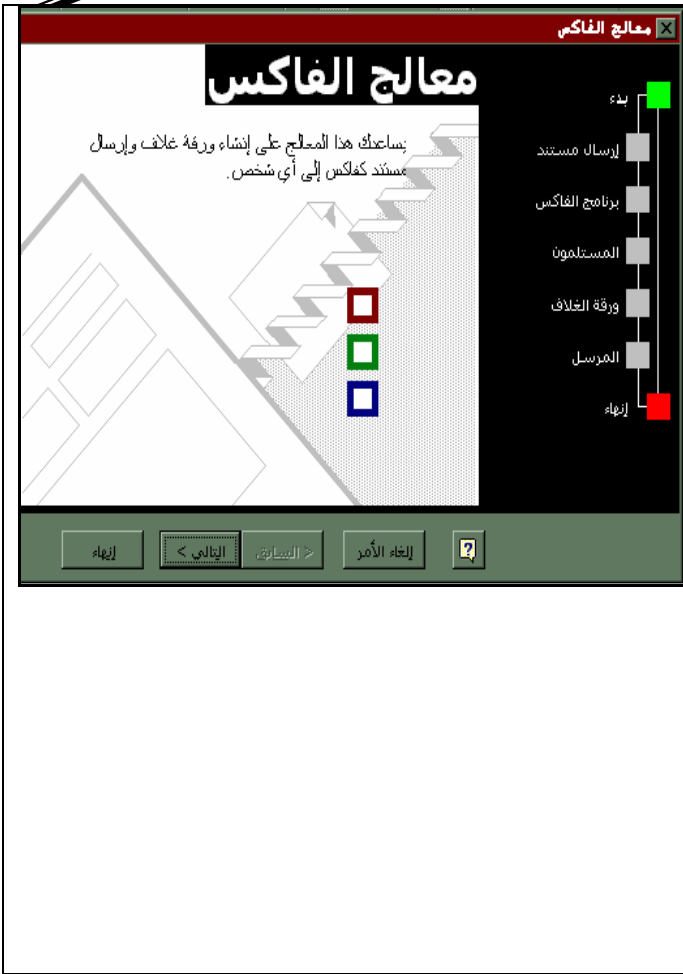 معالج الفاكس
معالج الفاكس
يساعدك هذا المعالج على إنشاء ورقة غلاف وإرسال
مستند كفاكس إلى أي شخص.
بدء
إرسال مستند
برنامج الفاكس
المستلمون
ورقة الغلاف
المرسل
إنهاء
إلغاء الأمر
< السابق
التالي >
إنهاء